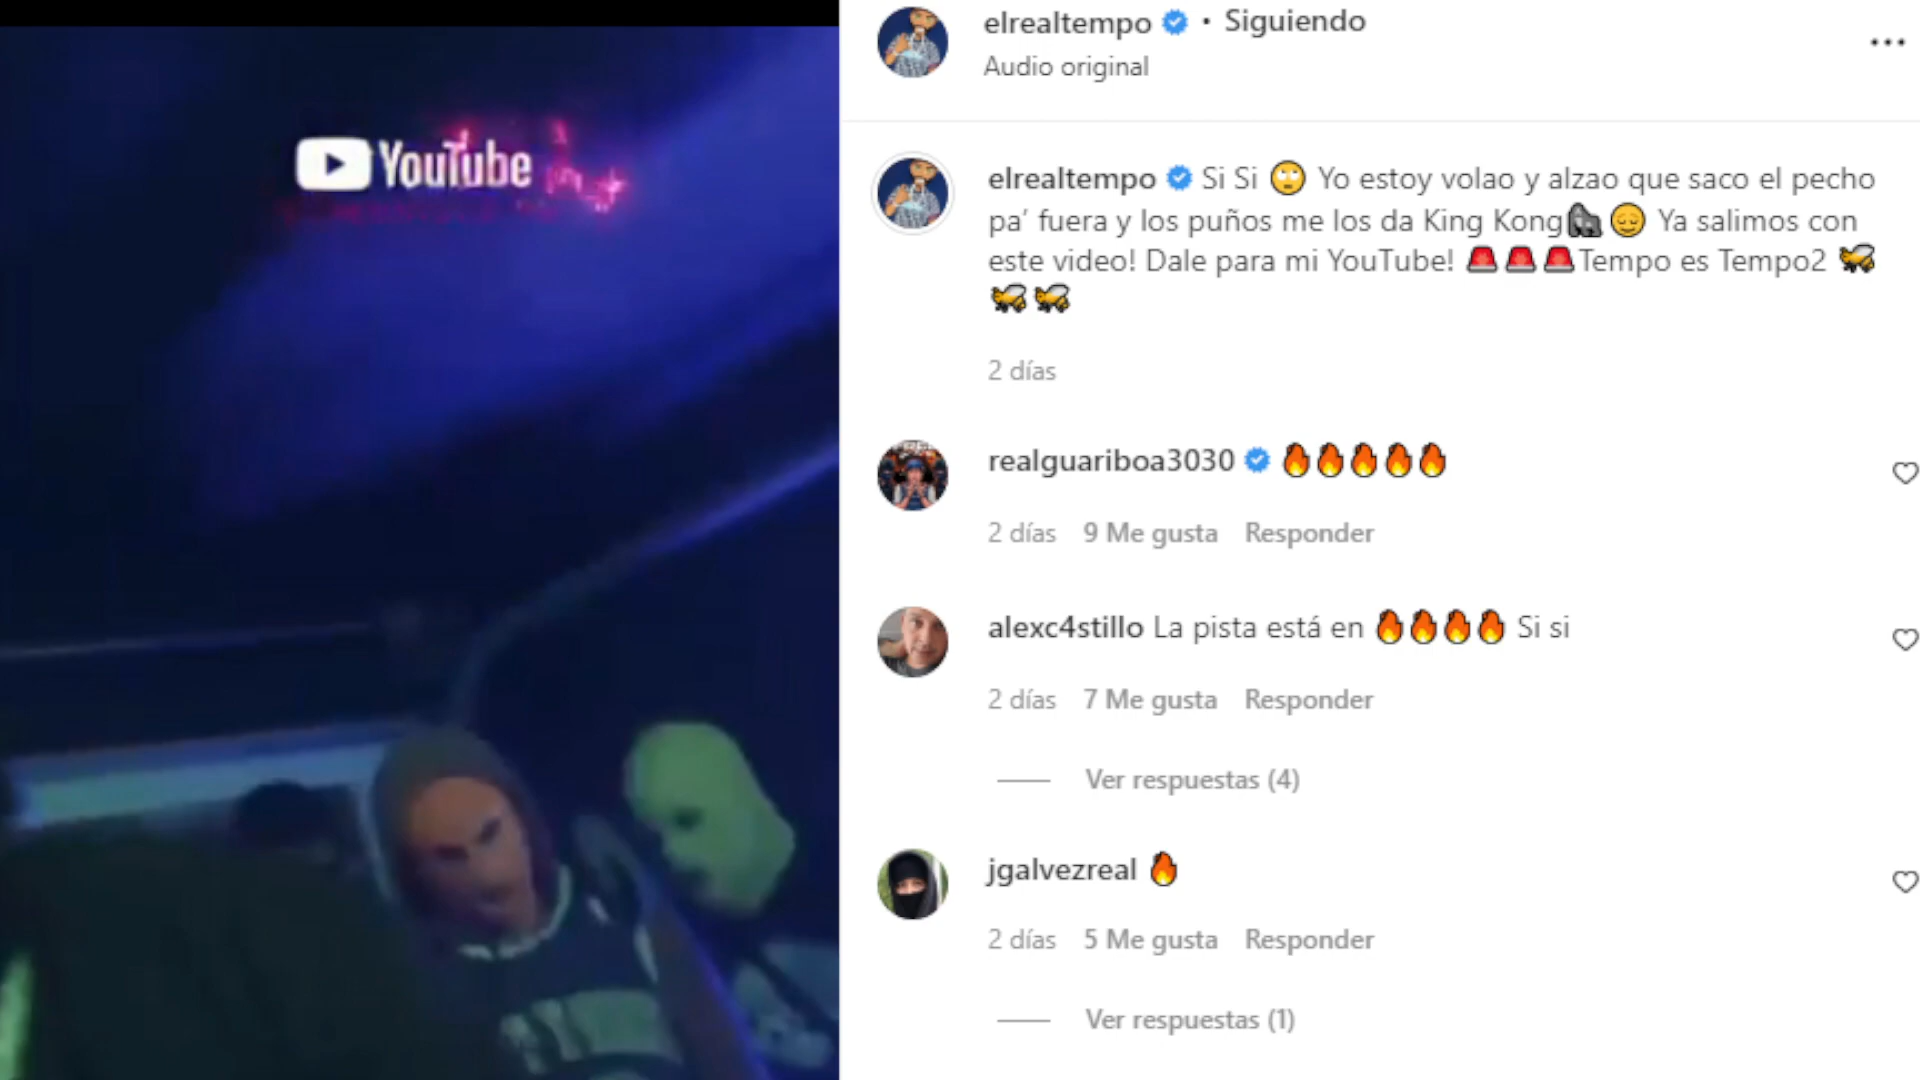 YouTube
elrealtempo • Siguiendo
Audio original
elrealtempo Si Si 🙄 Yo estoy volao y alzao que saco el pecho
pa’ fuera y los puños me los da King Kong🦍😔 Ya salimos con
este video! Dale para mi YouTube! 🚨🚨🚨Tempo es Tempo2 🐝
🐝🐝
2 días
realguariboa3030 🔥🔥🔥🔥🔥
2 días 9 Me gusta Responder
alexc4stillo La pista está en 🔥🔥🔥🔥 Si si
2 días 7 Me gusta Responder
Ver respuestas (4)
jgalvezreal 🔥
2 días 5 Me gusta Responder
Ver respuestas (1)